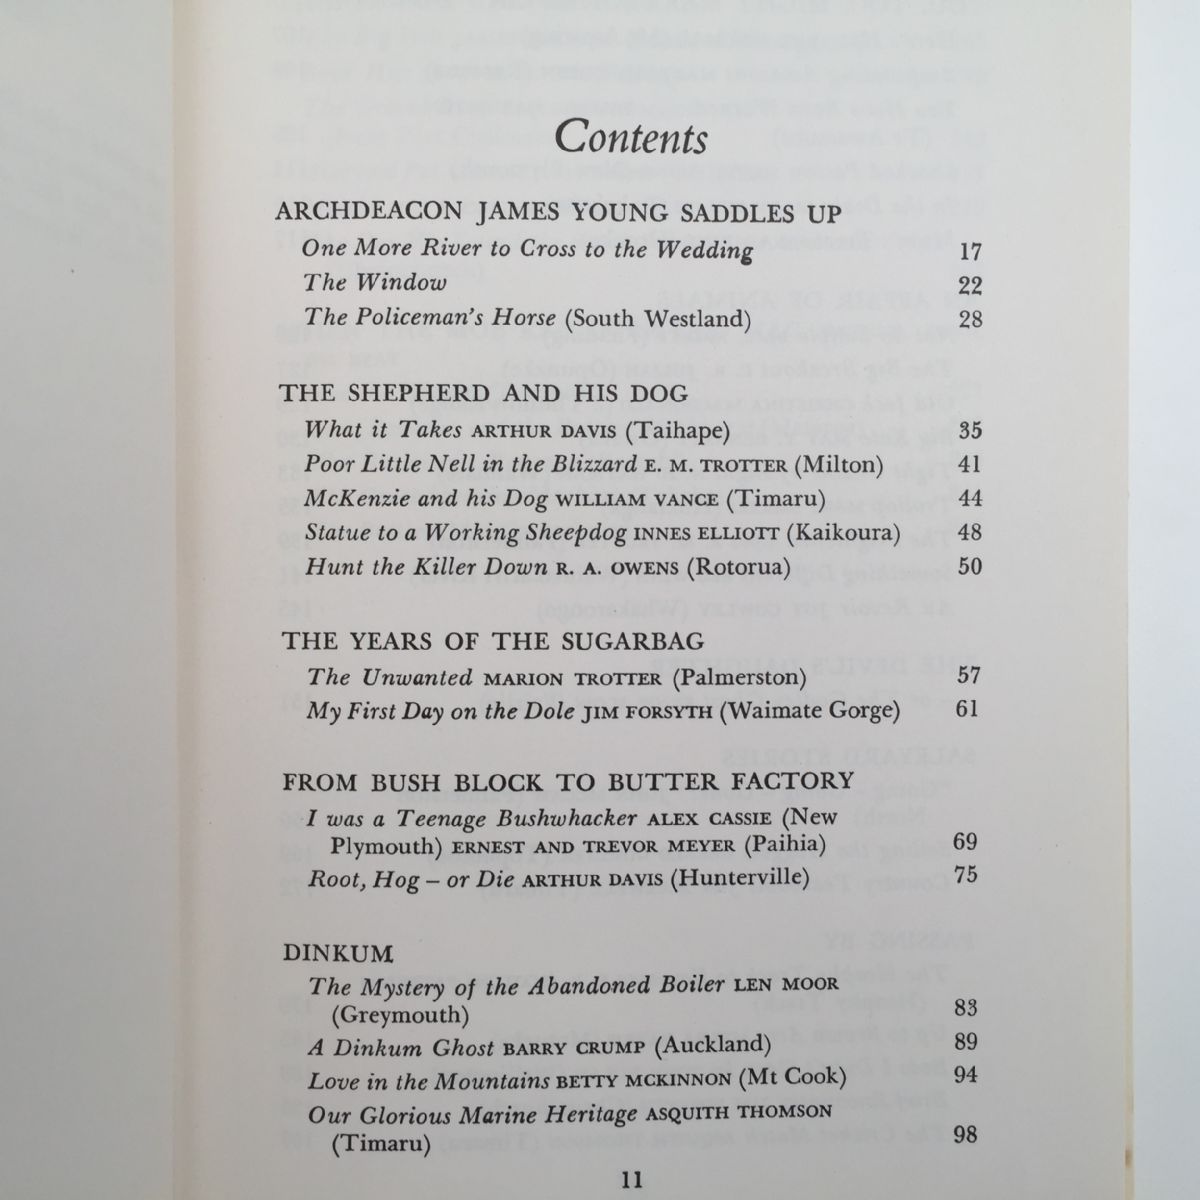 Contents
ARCHDEACON JAMES YOUNG SADDLES UP
One More River to Cross to the Wedding 17
The Window 22
The Policeman's Horse (South Westland) 28
THE SHEPHERD AND HIS DOG
What it Takes ARTHUR DAVIS (Taihape) 35
Poor Little Nell in the Blizzard E. M. TROTTER (Milton) 41
McKenzie and his Dog WILLIAM VANCE (Timaru) 44
Statue to a Working Sheepdog INNES ELLIOTT (Kaikoura) 48
Hunt the Killer Down R. A. OWENS (Rotorua) 50
THE YEARS OF THE SUGARBAG
The Unwanted MARION TROTTER (Palmerston) 57
My First Day on the Dole JIM FORSYTH (Waimate Gorge) 61
FROM BUSH BLOCK TO BUTTER FACTORY
I was a Teenage Bushwhacker ALEX CASSIE (New
Plymouth) ERNEST AND TREVOR MEYER (Paihia) 69
Root, Hog – or Die ARTHUR DAVIS (Hunterville) 75
DINKUM
The Mystery of the Abandoned Boiler LEN MOOR
(Greymouth) 83
A Dinkum Ghost BARRY CRUMP (Auckland) 89
Love in the Mountains BETTY MCKINNON (Mt Cook) 94
Our Glorious Marine Heritage ASQUITH THOMSON
(Timaru) 98
11